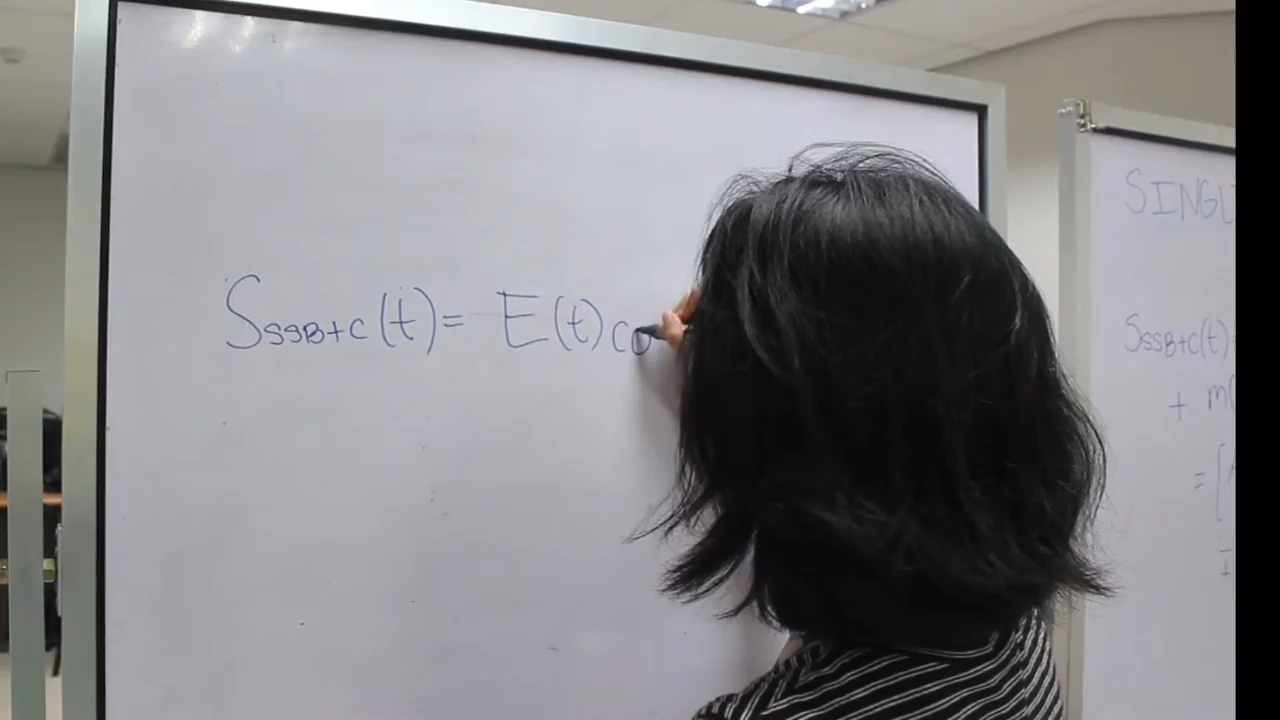 SSSB+C(t) = E(t) co
SINGL
SSSB+C(t)=
+ m(
= [